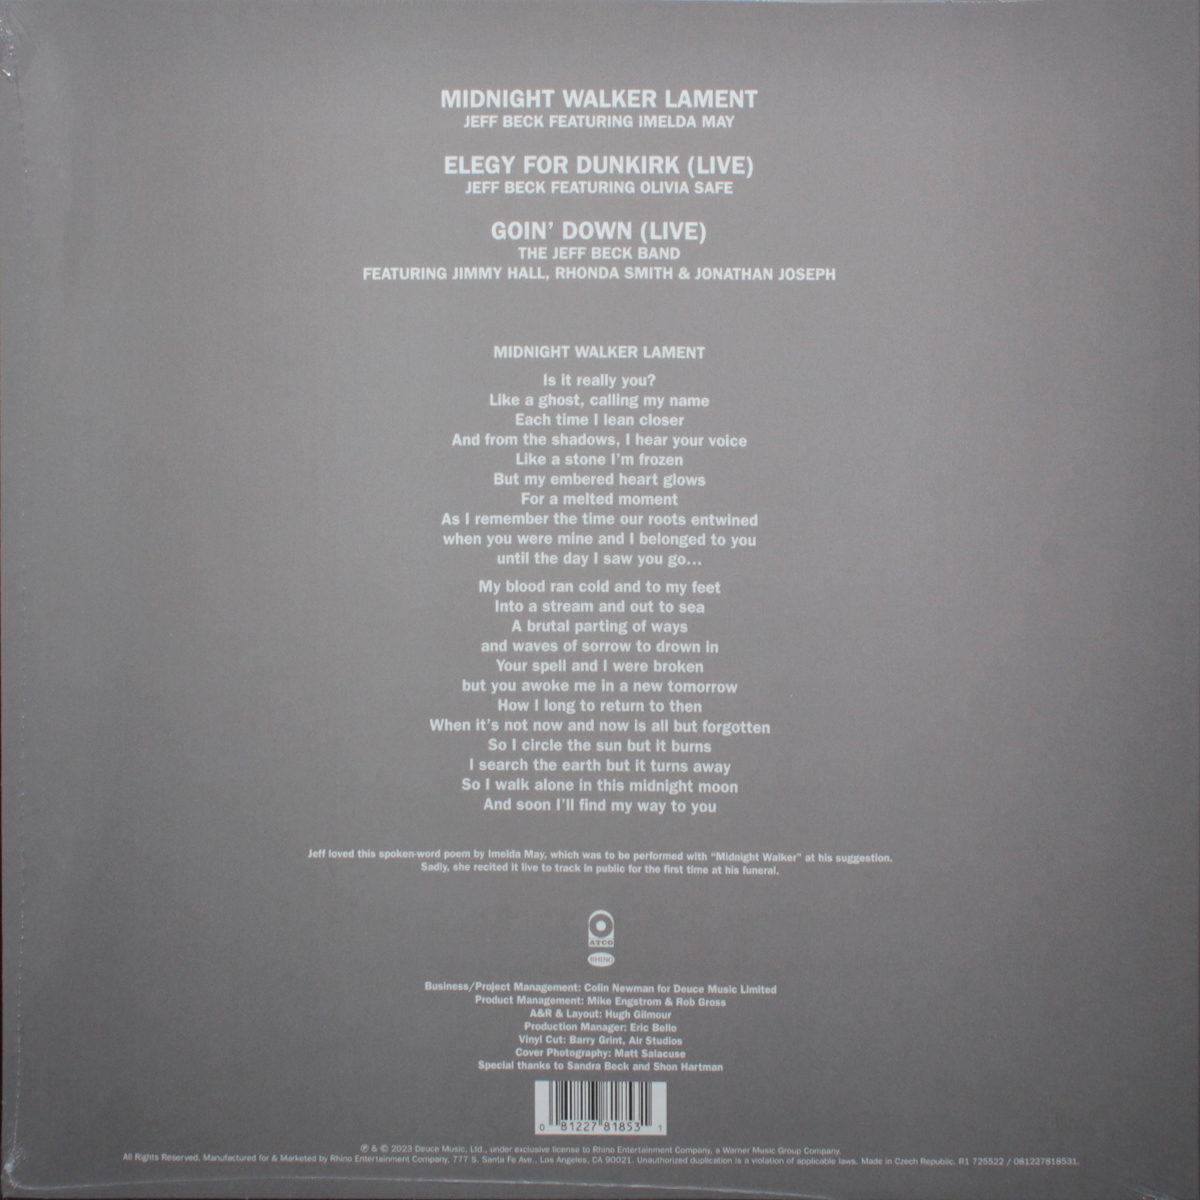 MIDNIGHT WALKER LAMENT
JEFF BECK FEATURING IMELDA MAY
ELEGY FOR DUNKIRK (LIVE)
JEFF BECK FEATURING OLIVIA SAFE
GOIN' DOWN (LIVE)
THE JEFF BECK BAND
FEATURING JIMMY HALL, RHONDA SMITH & JONATHAN JOSEPH
MIDNIGHT WALKER LAMENT
Is it really you?
Like a ghost, calling my name
Each time I lean closer
And from the shadows, I hear your voice
Like a stone I'm frozen
But my embered heart glows
For a melted moment
As I remember the time our roots entwined
when you were mine and I belonged to you
until the day I saw you go...
My blood ran cold and to my feet
Into a stream and out to sea
A brutal parting of ways
and waves of sorrow to drown in
Your spell and I were broken
but you awoke me in a new tomorrow
How I long to return to then
When it's not now and now is all but forgotten
So I circle the sun but it burns
I search the earth but it turns away
So I walk alone in this midnight moon
And soon I'll find my way to you
Jeff loved this spoken-word poem by Imelda May, which was to be performed with "Midnight Walker" at his suggestion.
Sadly, she recited it live to track in public for the first time at his funeral.
ATCO
RHINO
Business/Project Management: Colin Newman for Deuce Music Limited
Product Management: Mike Engstrom & Rob Gross
A&R & Layout: Hugh Gilmour
Production Manager: Eric Bello
Vinyl Cut: Barry Grint, Air Studios
Cover Photography: Matt Salacuse
Special thanks to Sandra Beck and Shon Hartman
0 81227 81853 1
℗ & © 2023 Deuce Music, Ltd., under exclusive license to Rhino Entertainment Company, a Warner Music Group Company.
All Rights Reserved. Manufactured for & Marketed by Rhino Entertainment Company, 777 S. Santa Fe Ave., Los Angeles, CA 90021. Unauthorized duplication is a violation of applicable laws. Made in Czech Republic. R1 725522 / 081227818531.